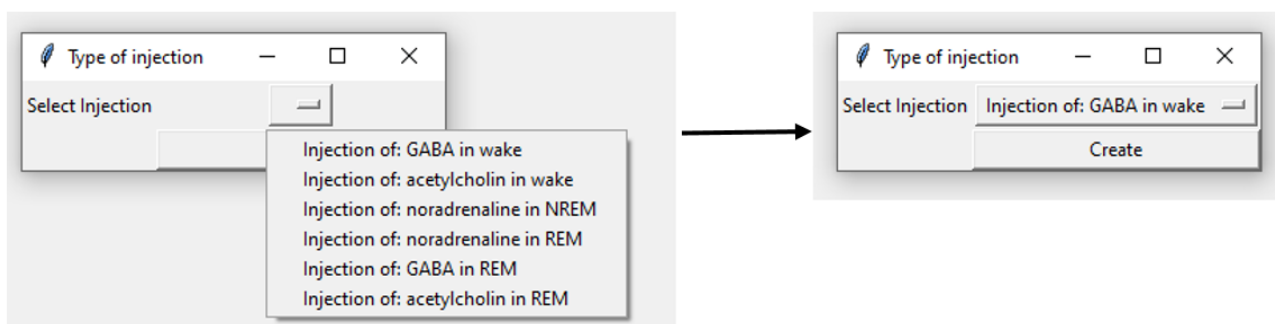 Type of injection
Select Injection
Injection of: GABA in wake
Injection of: acetylcholin in wake
Injection of: noradrenaline in NREM
Injection of: noradrenaline in REM
Injection of: GABA in REM
Injection of: acetylcholin in REM
Type of injection
Select Injection Injection of: GABA in wake
Create